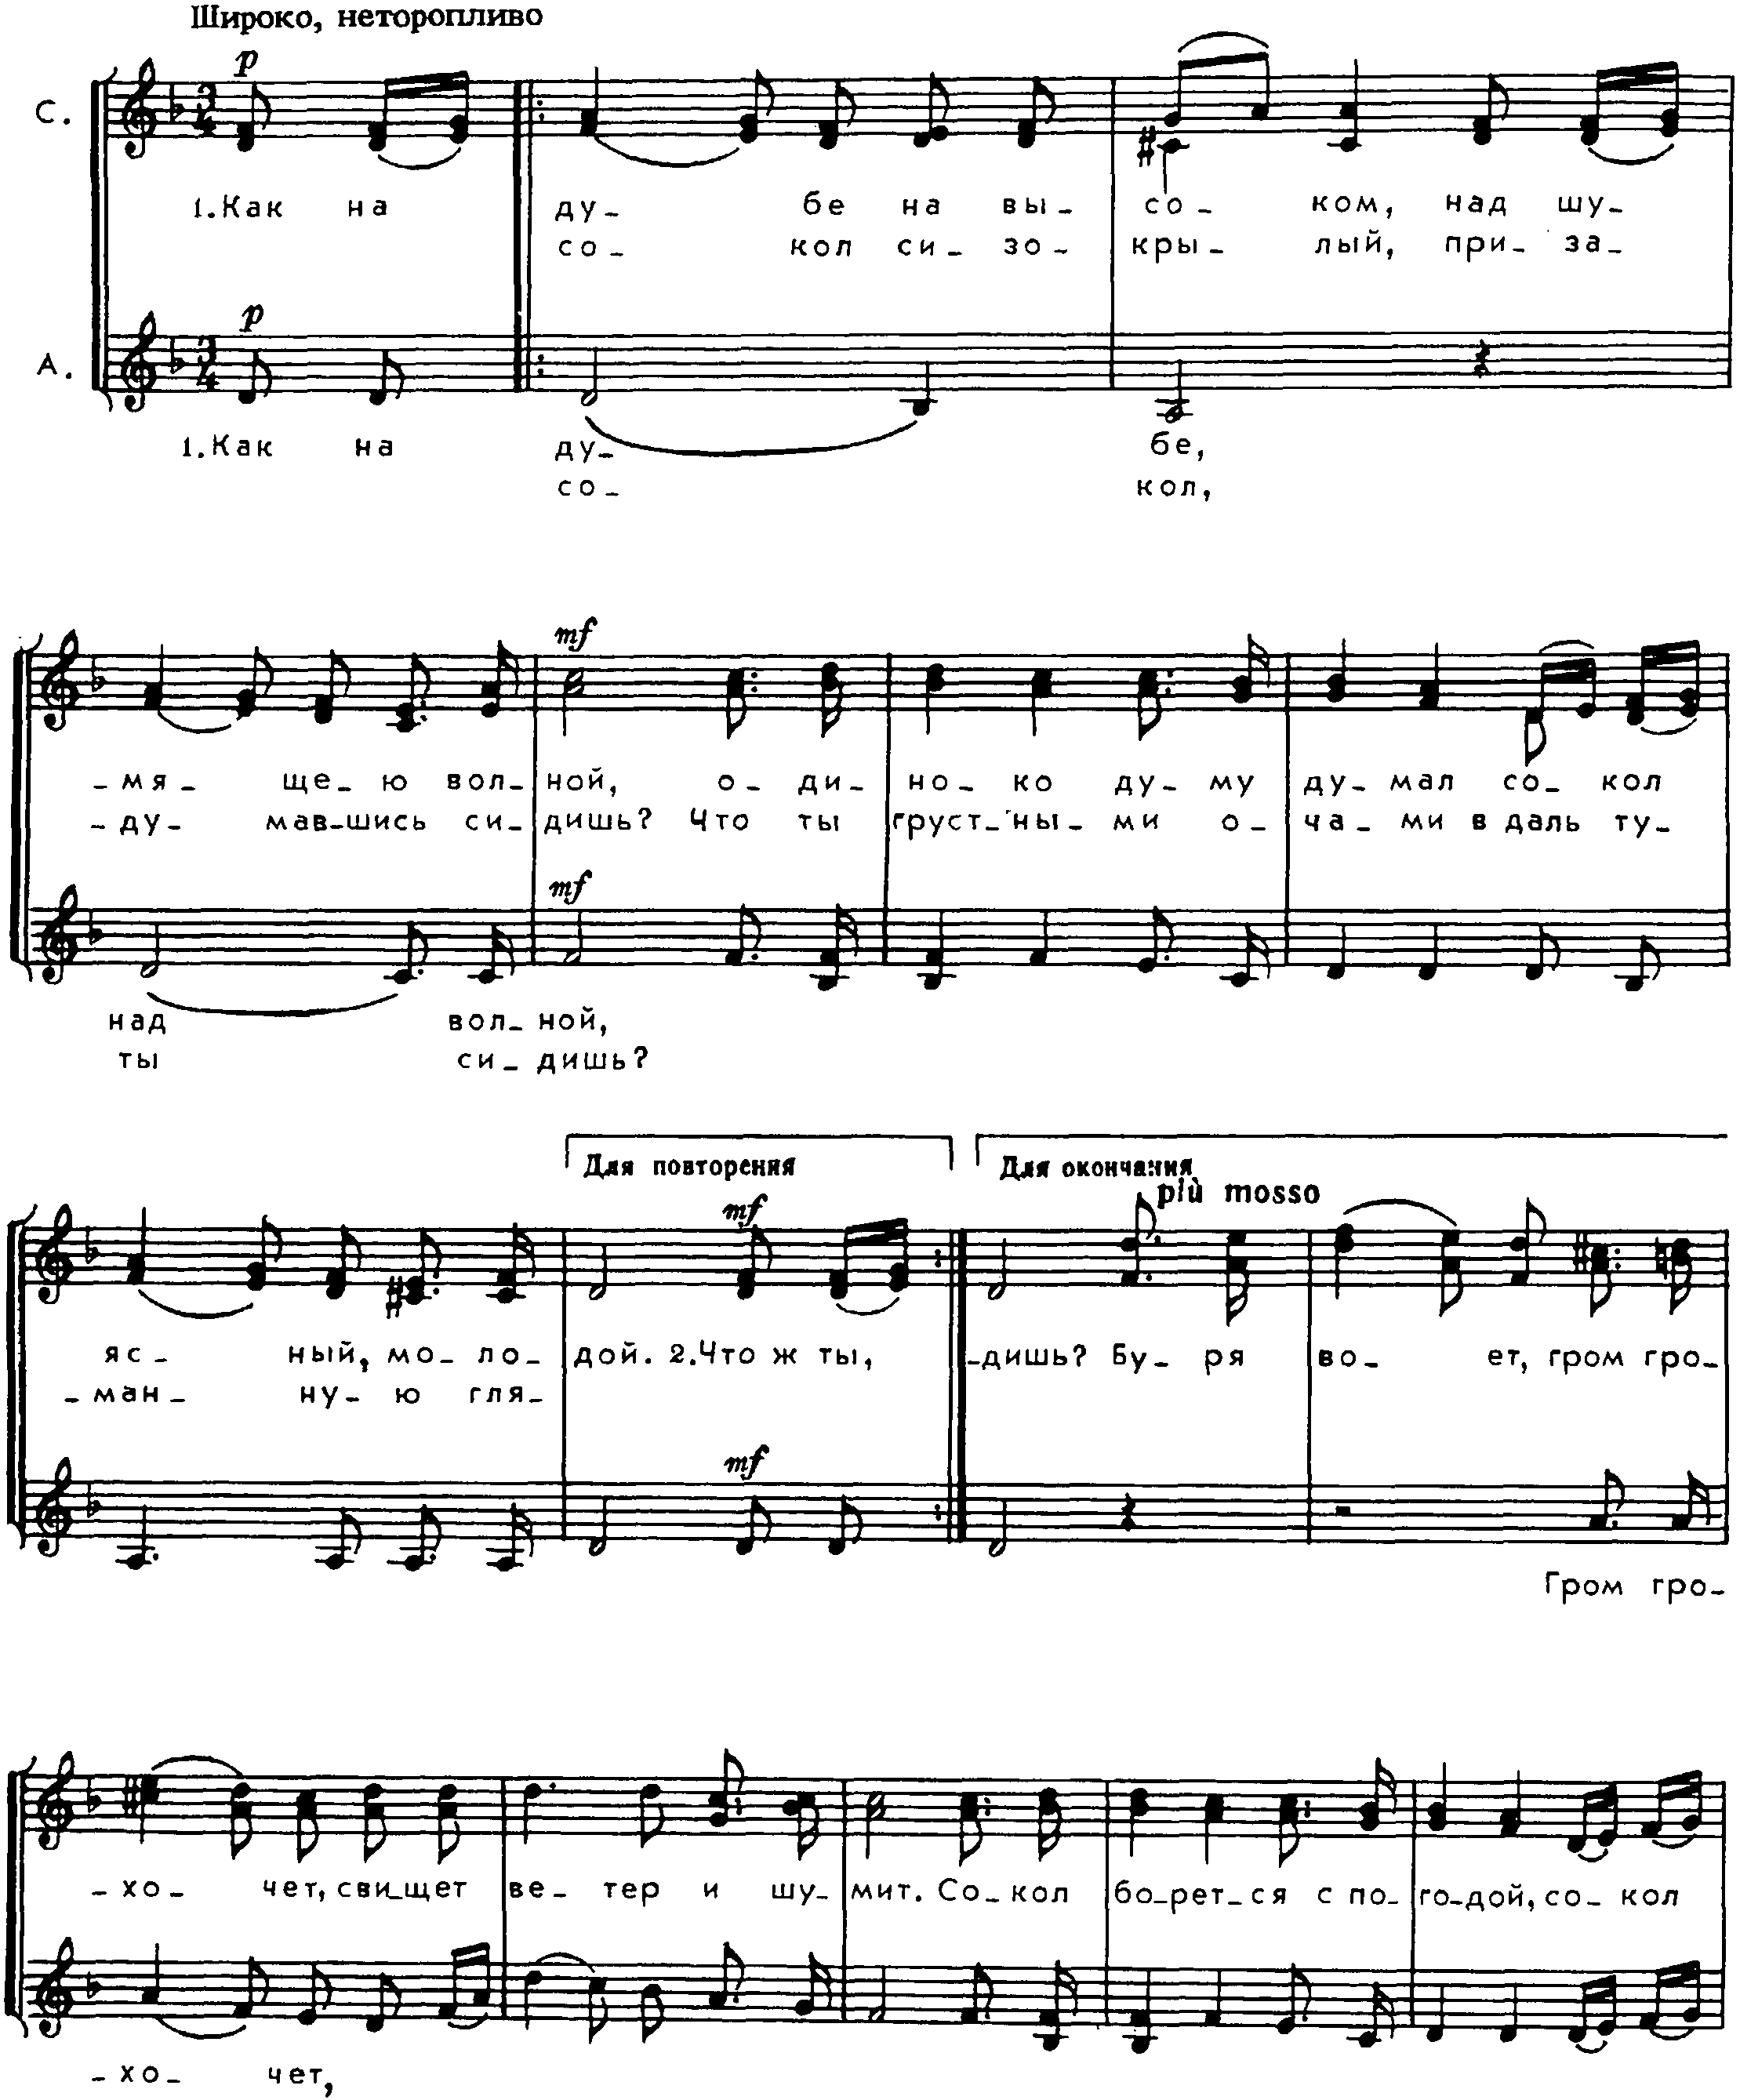 Широко, неторопливо
p
С.
1.Как на ду- бе на вы- со- ком, над шу-
со- кол си- зо- кры- лый, при- за-
p
А.
1.Как на ду- бе,
со- кол,
mf
-мя- ще- ю вол- ной, о- ди- но- ко ду- му ду- мал со- кол
-ду- мав-шись си- дишь? Что ты груст-ны- ми о- ча- ми в даль ту-
mf
над вол- ной,
ты си- дишь?
Для повторения Для окончания
più mosso
mf
яс- ный, мо- ло- дой. 2.Что ж ты, -дишь? Бу- ря во- ет, гром гро-
-ман- ну- ю гля-
mf
Гром гро-
-хо- чет, сви-щет ве- тер и шу- мит. Со-кол бо-рет-ся с по- го-дой, со- кол
-хо- чет,